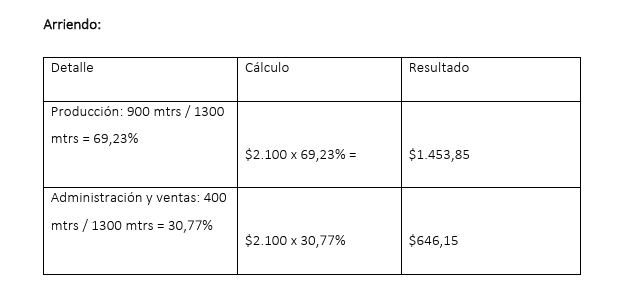 Arriendo:
Detalle
Cálculo
Resultado
Producción: 900 mtrs / 1300
mtrs = 69,23%
$2.100 x 69,23% =
$1.453,85
Administración y ventas: 400
mtrs / 1300 mtrs = 30,77%
$2.100 x 30,77%
$646,15